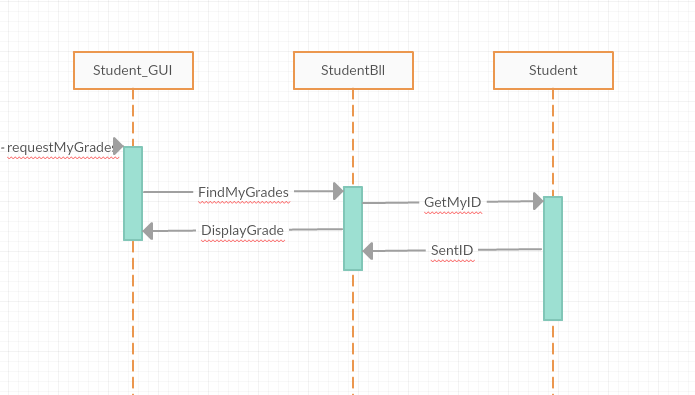 Student_GUI
StudentBll
Student
requestMyGrades
FindMyGrades
GetMyID
DisplayGrade
SentID